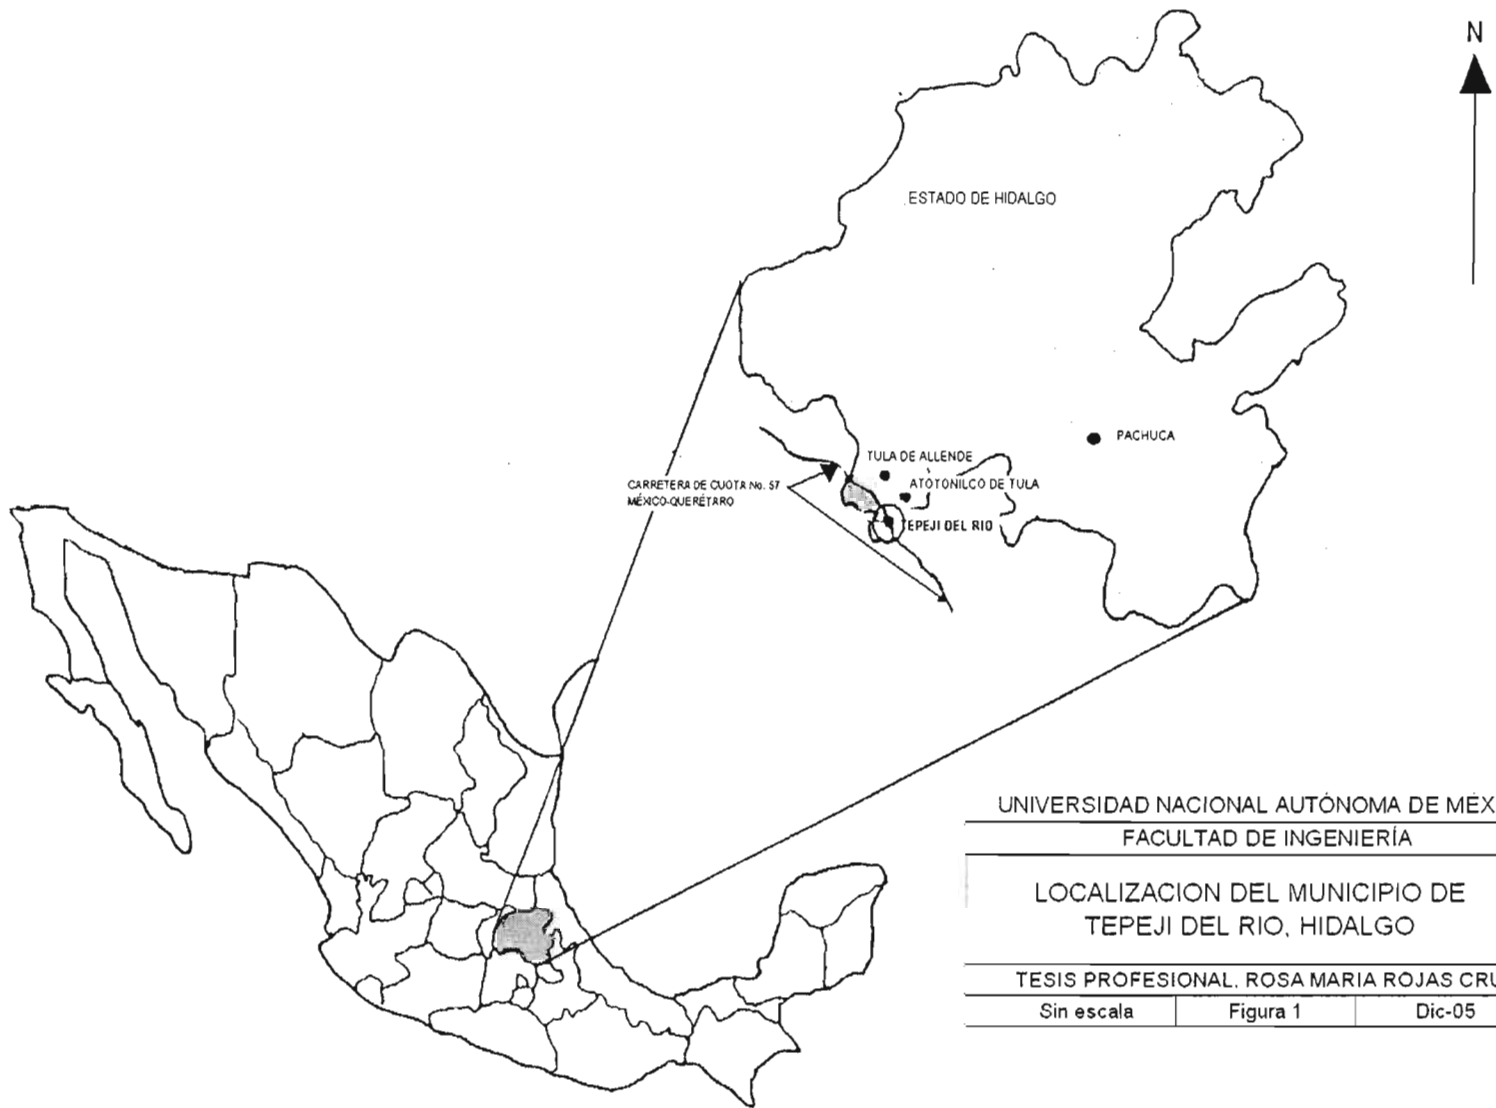 N
ESTADO DE HIDALGO
PACHUCA
TULA DE ALLENDE
ATOTONILCO DE TULA
TEPEJI DEL RIO
CARRETERA DE CUOTA No. 57
MÉXICO-QUERÉTARO
UNIVERSIDAD NACIONAL AUTÓNOMA DE MÉX
FACULTAD DE INGENIERÍA
LOCALIZACION DEL MUNICIPIO DE
TEPEJI DEL RIO, HIDALGO
TESIS PROFESIONAL. ROSA MARIA ROJAS CRU
Sin escala Figura 1 Dic-05